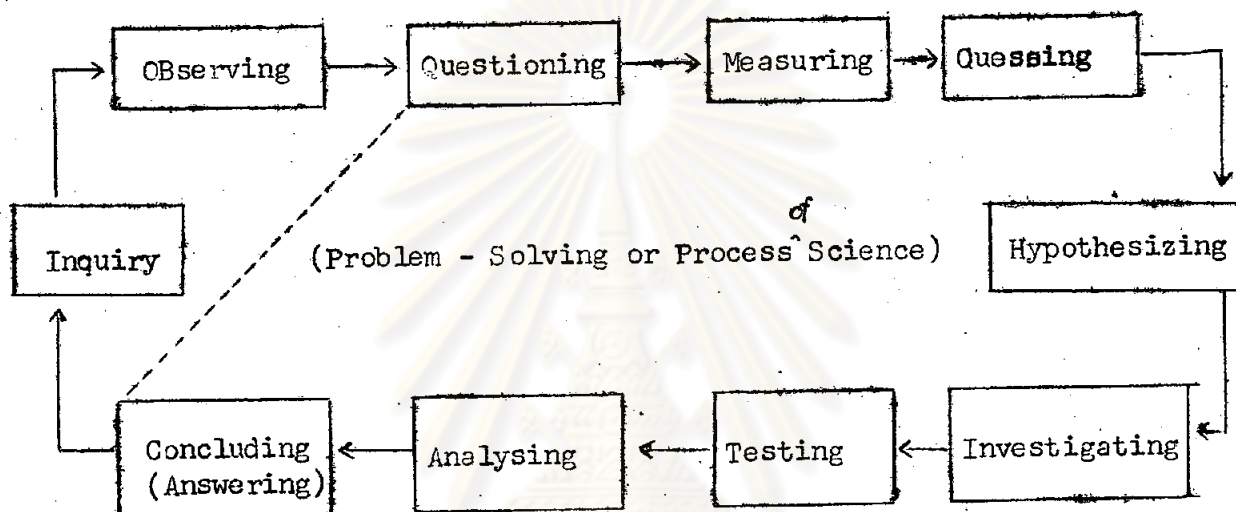 OBserving
Questioning
Measuring
Quessing
Inquiry
of
(Problem - Solving or Process ^ Science)
Hypothesizing
Concluding
(Answering)
Analysing
Testing
Investigating